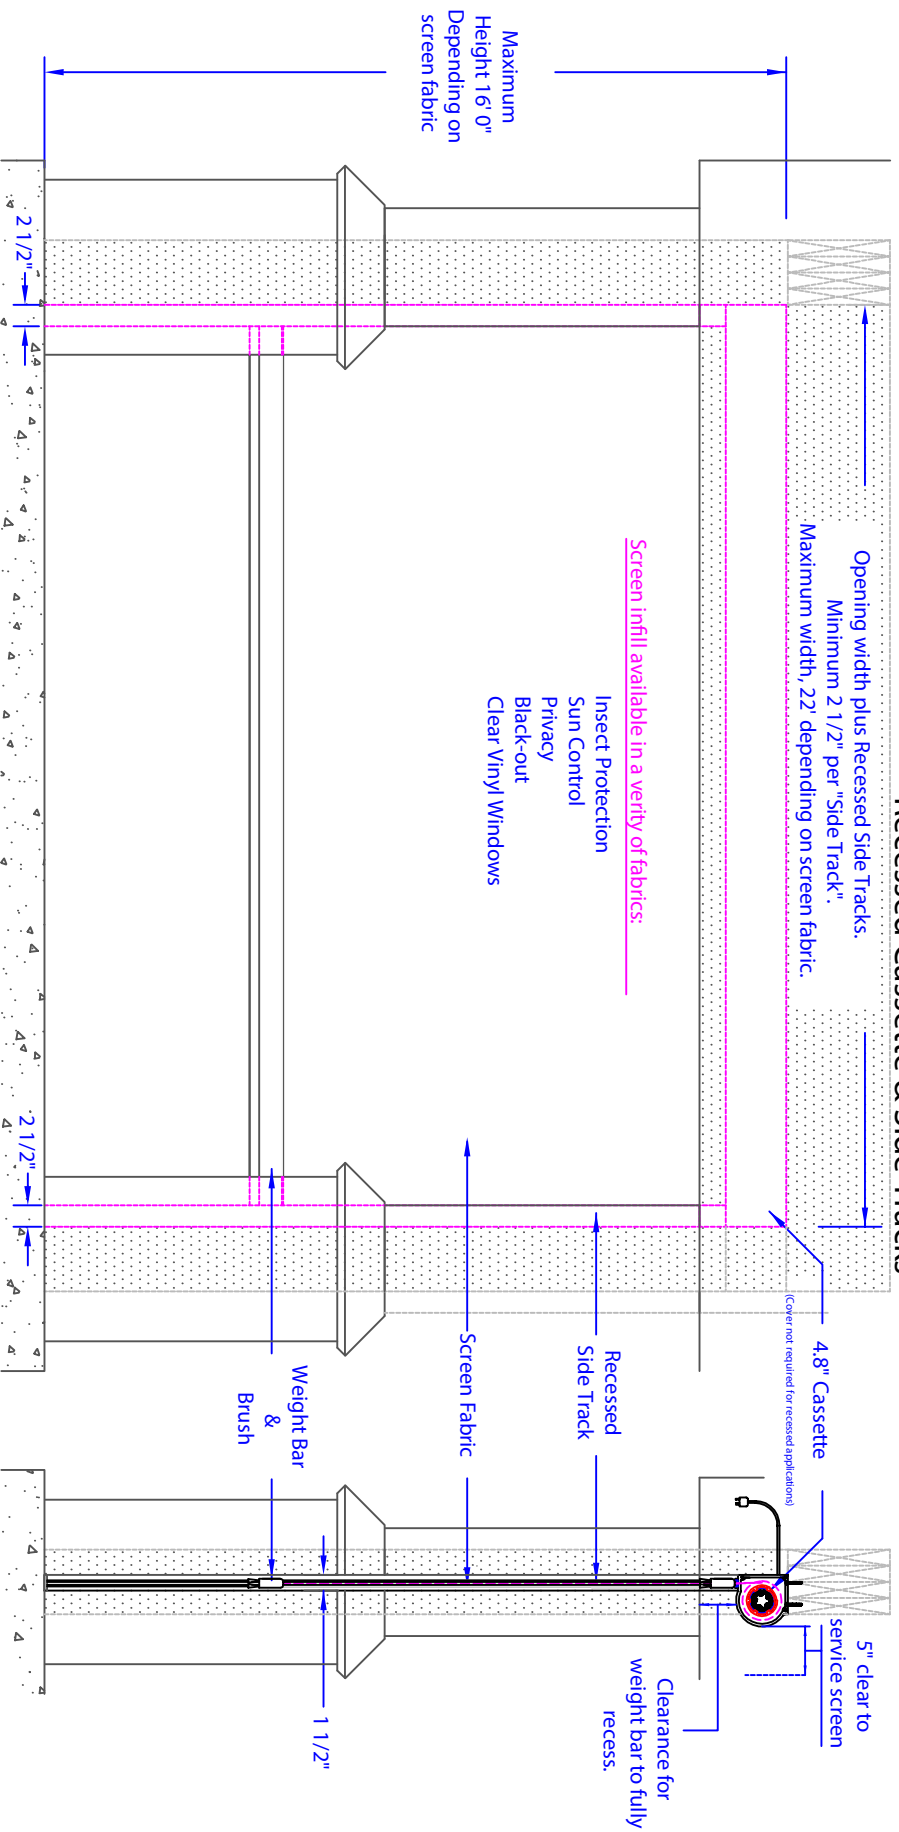 Recessed Cassette & Side Tracks
Opening width plus Recessed Side Tracks.
Minimum 2 1/2" per "Side Track".
Maximum width, 22' depending on screen fabric.
Maximum
Height 16' 0"
Depending on
screen fabric
Screen infill available in a verity of fabrics:
Insect Protection
Sun Control
Privacy
Black-out
Clear Vinyl Windows
4.8" Cassette
(Cover not required for recessed applications)
Recessed
Side Track
Screen Fabric
Weight Bar
&
Brush
5" clear to
service screen
Clearance for
weight bar to fully
recess.
1 1/2"
2 1/2"
2 1/2"